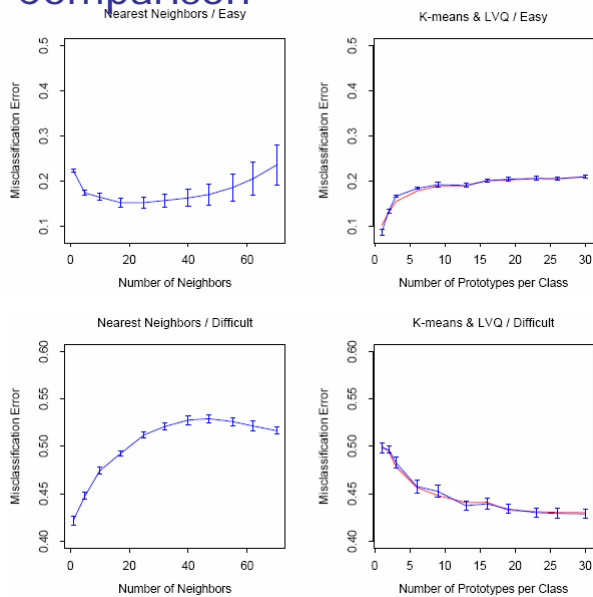 comparison
Nearest Neighbors / Easy
Misclassification Error
0.5
0.4
0.3
0.2
0.1
0 20 40 60
Number of Neighbors
K-means & LVQ / Easy
Misclassification Error
0.5
0.4
0.3
0.2
0.1
0 5 10 15 20 25 30
Number of Prototypes per Class
Nearest Neighbors / Difficult
Misclassification Error
0.60
0.55
0.50
0.45
0.40
0 20 40 60
Number of Neighbors
K-means & LVQ / Difficult
Misclassification Error
0.60
0.55
0.50
0.45
0.40
0 5 10 15 20 25 30
Number of Prototypes per Class